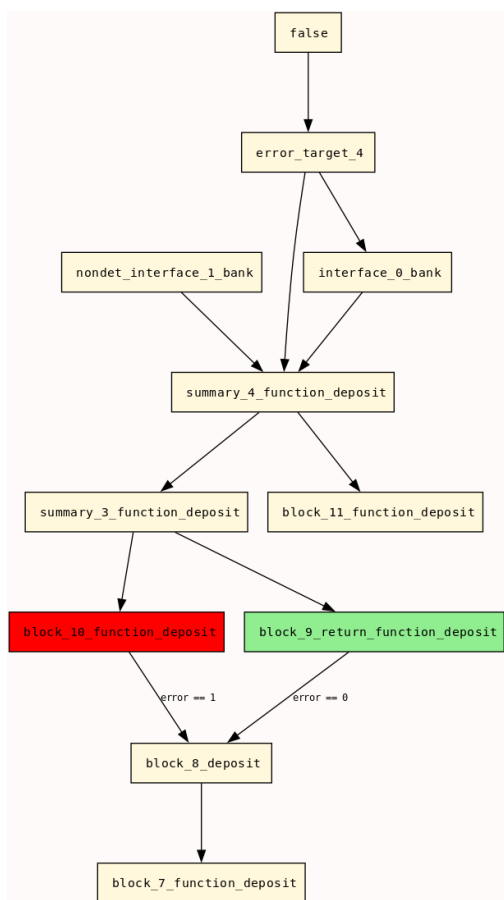 false
error_target_4
nondet_interface_1_bank
interface_0_bank
summary_4_function_deposit
summary_3_function_deposit
block_11_function_deposit
block_10_function_deposit
block_9_return_function_deposit
error == 1
error == 0
block_8_deposit
block_7_function_deposit